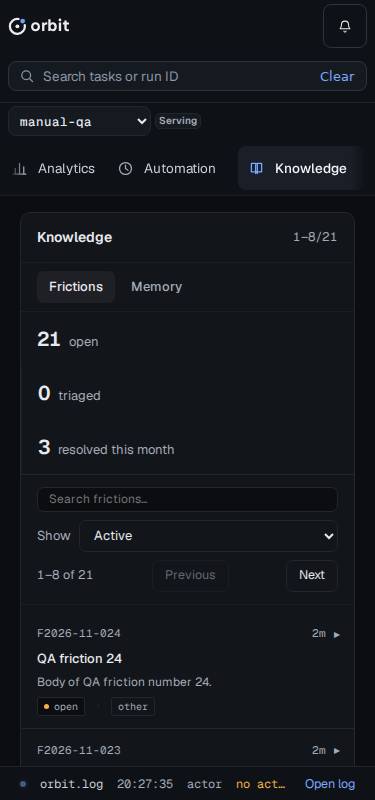 orbit
Search tasks or run ID Clear
manual-qa Serving
Analytics Automation Knowledge
Knowledge 1–8/21
Frictions Memory
21 open
0 triaged
3 resolved this month
Search frictions…
Show Active
1–8 of 21 Previous Next
F2026-11-024 2m ▸
QA friction 24
Body of QA friction number 24.
open · other
F2026-11-023 2m ▸
orbit.log 20:27:35 actor no act… Open log